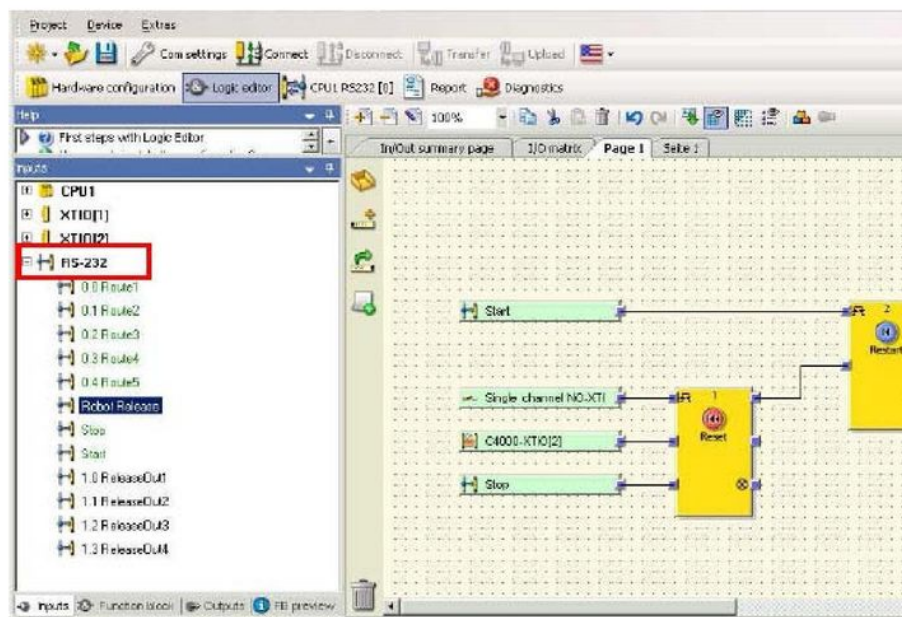 Project Device Extras
Com settings Connect Disconnect Transfer Upload
Hardware configuration Logic editor CPU1 RS232 [0] Report Diagnostics
Help
100%
First steps with Logic Editor
In/Out summary page I/O matrix Page 1 Seite 1
Inputs
CPU1
XTIO[1]
XTIO[2]
RS-232
0.0 Route1
0.1 Route2
0.2 Route3
0.3 Route4
0.4 Route5
Robot Release
Stop
Start
1.0 ReleaseOut1
1.1 ReleaseOut2
1.2 ReleaseOut3
1.3 ReleaseOut4
Start
R 2
Restart
Single channel NO-XTI
R 1
C4000-XTIO[2]
Reset
Stop
Inputs Function block Outputs FB preview